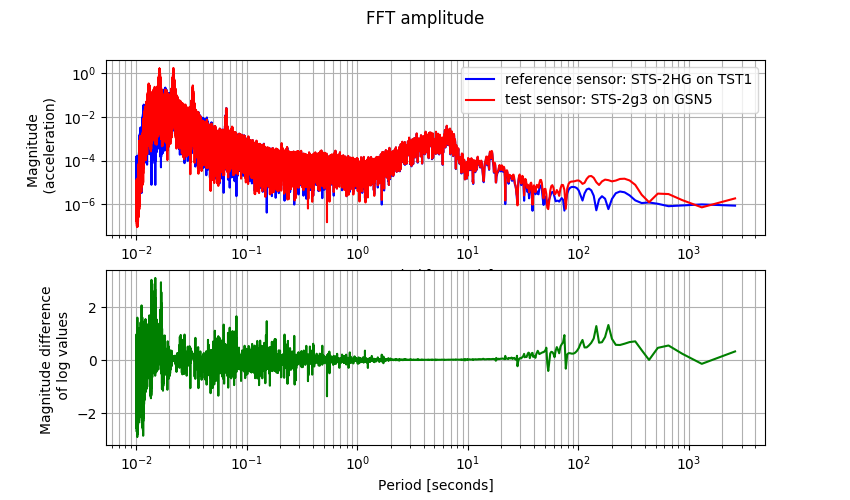 FFT amplitude
Magnitude
(acceleration)
10⁰
10⁻²
10⁻⁴
10⁻⁶
reference sensor: STS-2HG on TST1
test sensor: STS-2g3 on GSN5
10⁻² 10⁻¹ 10⁰ 10¹ 10² 10³
Magnitude difference
of log values
2
0
−2
10⁻² 10⁻¹ 10⁰ 10¹ 10² 10³
Period [seconds]